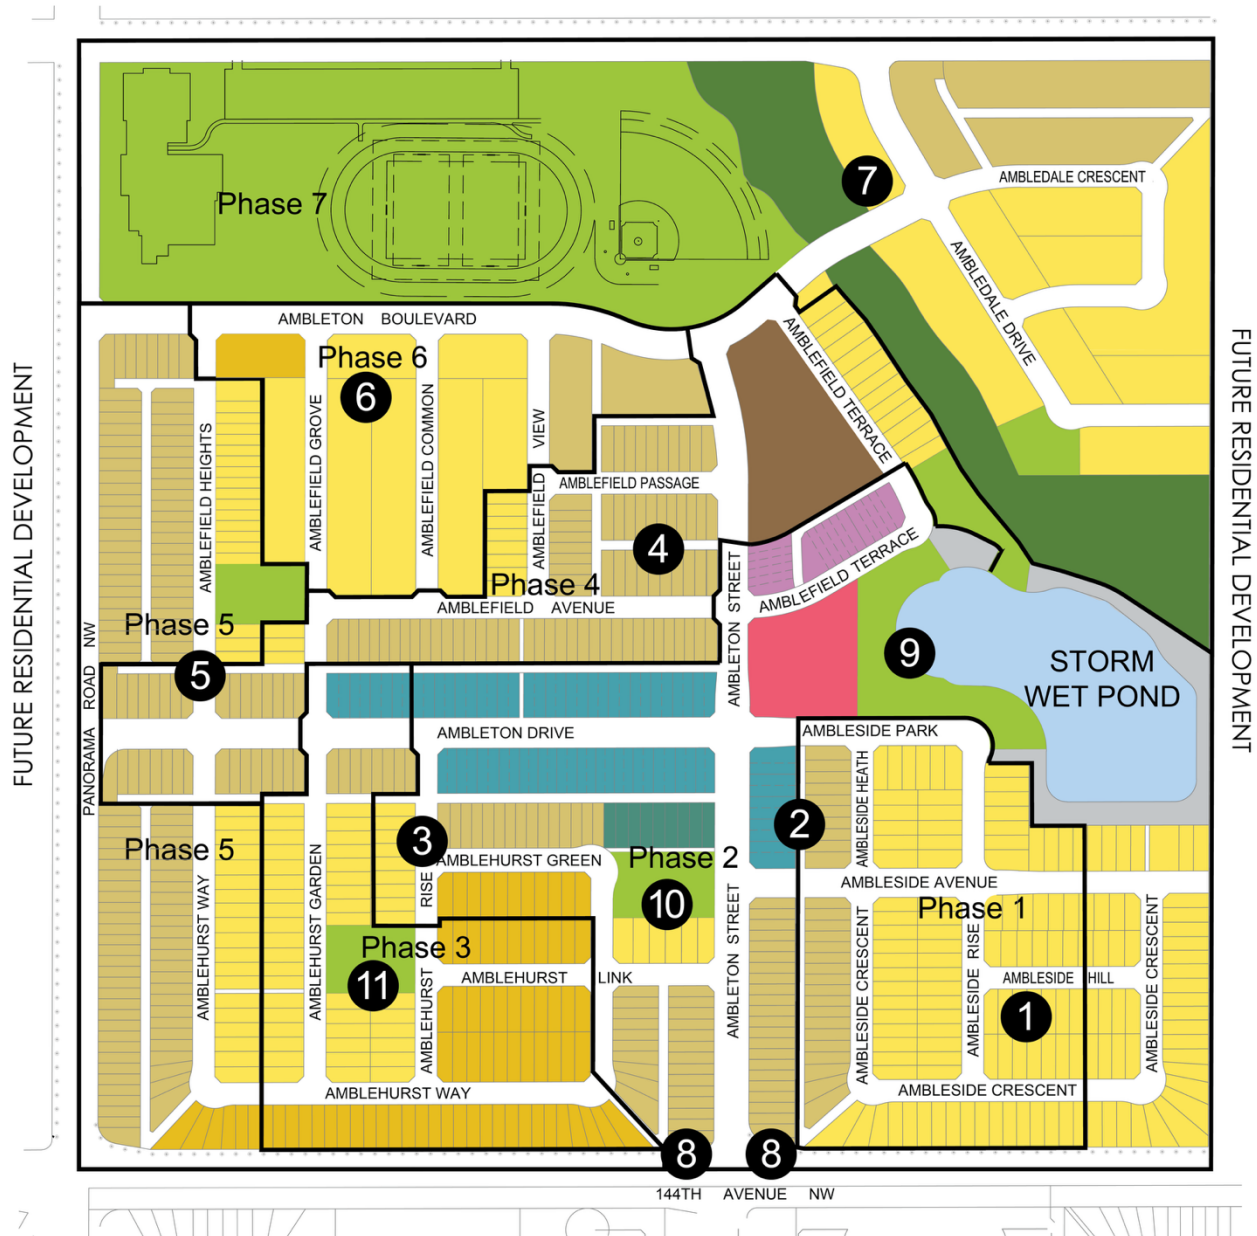 7
AMBLEDALE CRESCENT
Phase 7
AMBLEDALE DRIVE
AMBLETON BOULEVARD
Phase 6
6
AMBLEFIELD TERRACE
FUTURE RESIDENTIAL DEVELOPMENT
FUTURE RESIDENTIAL DEVELOPMENT
AMBLEFIELD HEIGHTS
AMBLEFIELD GROVE
AMBLEFIELD COMMON
AMBLEFIELD VIEW
AMBLEFIELD PASSAGE
4
Phase 4
AMBLEFIELD TERRACE
AMBLEFIELD AVENUE
AMBLETON STREET
Phase 5
5
PANORAMA ROAD NW
9
STORM
WET POND
AMBLETON DRIVE
AMBLESIDE PARK
AMBLESIDE HEATH
2
3
Phase 5
AMBLEHURST GREEN
Phase 2
10
AMBLESIDE AVENUE
Phase 1
AMBLEHURST WAY
AMBLEHURST GARDEN
AMBLEHURST RISE
Phase 3
11
AMBLEHURST LINK
AMBLETON STREET
AMBLESIDE CRESCENT
AMBLESIDE RISE
AMBLESIDE HILL
1
AMBLESIDE CRESCENT
AMBLEHURST WAY
AMBLESIDE CRESCENT
8
8
144TH AVENUE NW